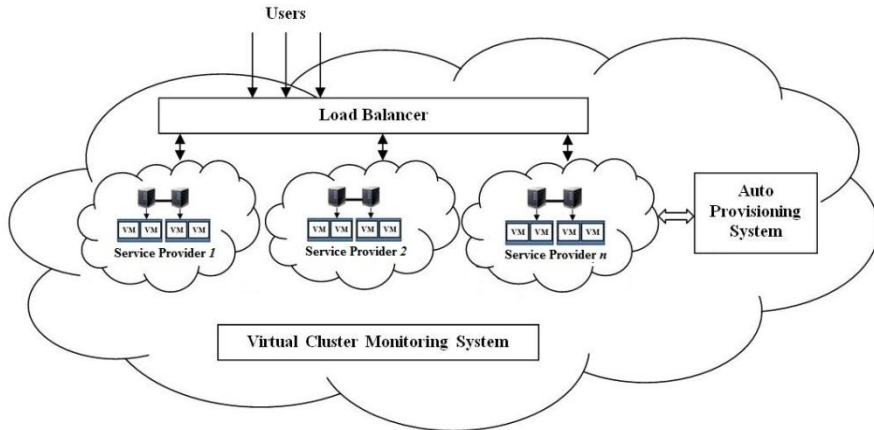 Users
Load Balancer
VM VM VM VM
Service Provider 1
VM VM VM VM
Service Provider 2
VM VM VM VM
Service Provider n
Auto
Provisioning
System
Virtual Cluster Monitoring System